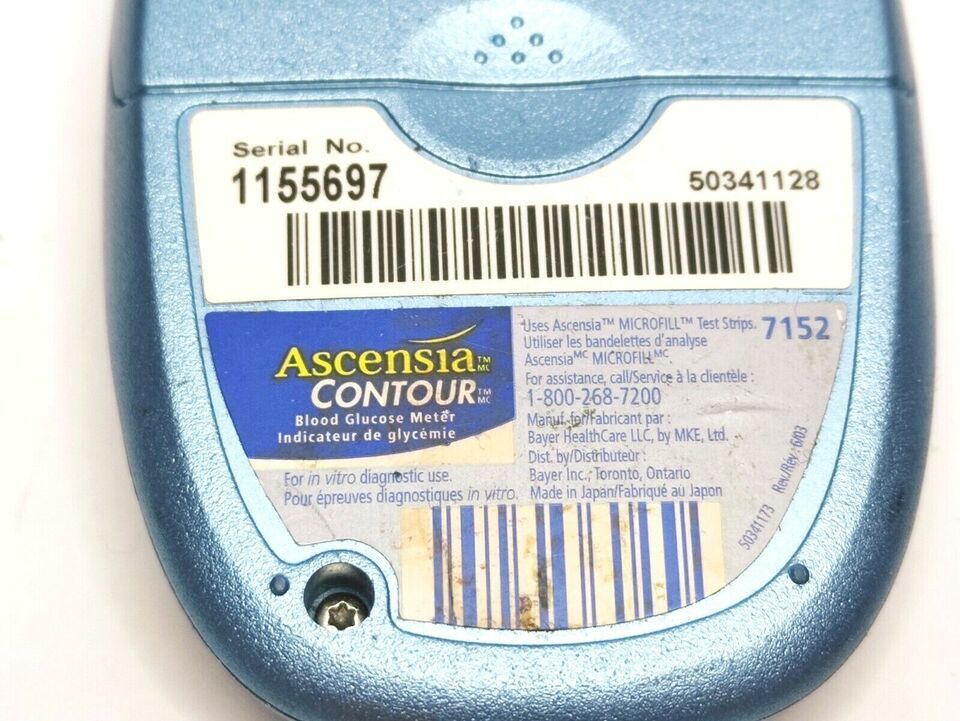 Serial No.
1155697
50341128
Ascensia™ MC
CONTOUR™ MC
Blood Glucose Meter
Indicateur de glycémie
For in vitro diagnostic use.
Pour épreuves diagnostiques in vitro.
Uses Ascensia™ MICROFILL™ Test Strips. 7152
Utiliser les bandelettes d'analyse
Ascensia MC MICROFILL MC.
For assistance, call/Service à la clientèle :
1-800-268-7200
Manuf. for/Fabricant par :
Bayer HealthCare LLC, by MKE, Ltd.
Dist. by/Distributeur :
Bayer Inc., Toronto, Ontario
Made in Japan/Fabriqué au Japon
50341173 Rev./Rév. 6/03